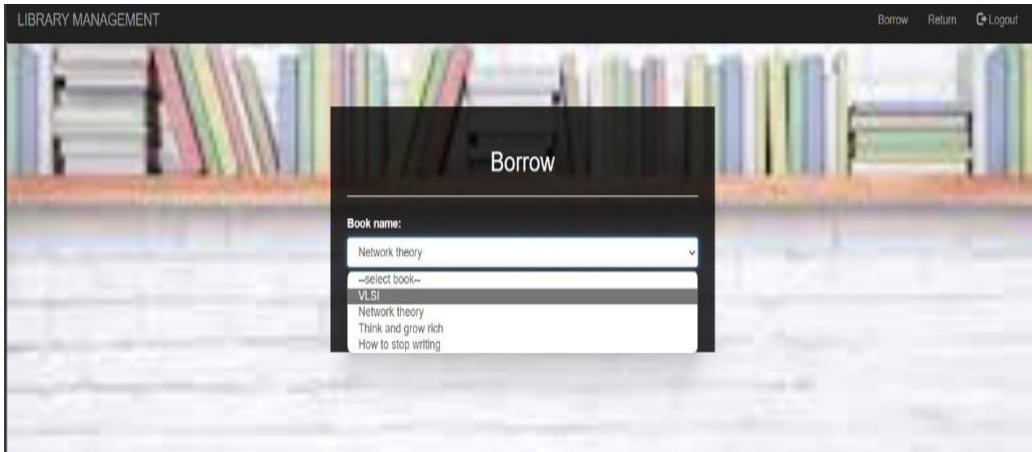 LIBRARY MANAGEMENT Borrow Return Logout
Borrow
Book name:
Network theory
--select book--
VLSI
Network theory
Think and grow rich
How to stop writing